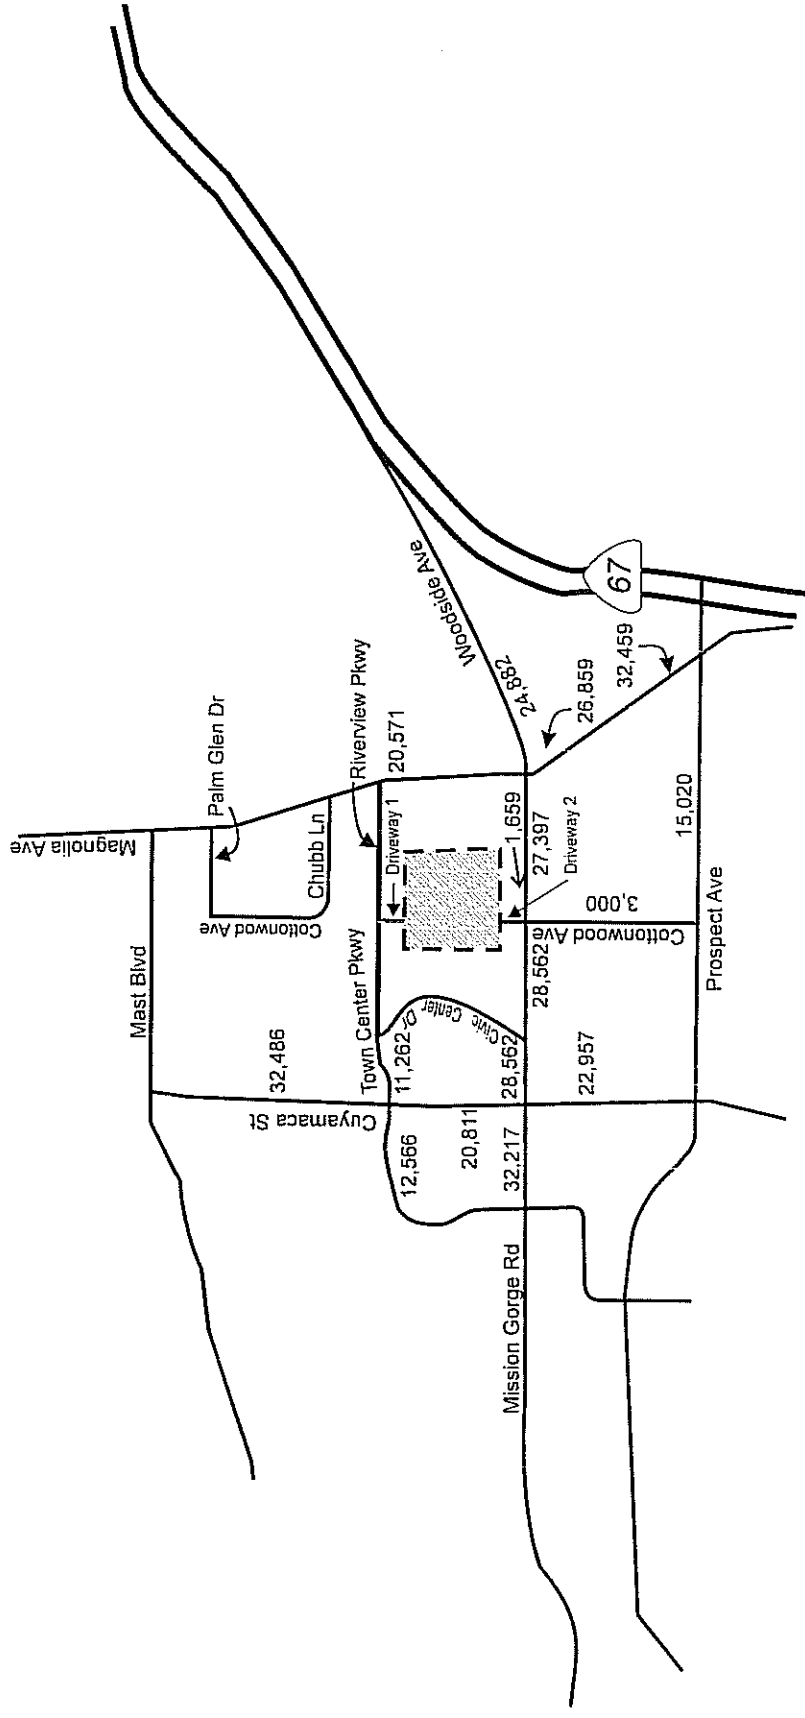 Magnolia Ave
Palm Glen Dr
Mast Blvd
Cottonwood Ave
Chubb Ln
Riverview Pkwy
Woodside Ave
32,486
Cuyamaca St
Town Center Pkwy
Driveway 1
20,571
24,882
12,566
11,262
Civic Center Dr
20,811
1,659
32,217
28,562
28,562
27,397
26,859
67
Mission Gorge Rd
Driveway 2
22,957
Cottonwood Ave
3,000
32,459
15,020
Prospect Ave